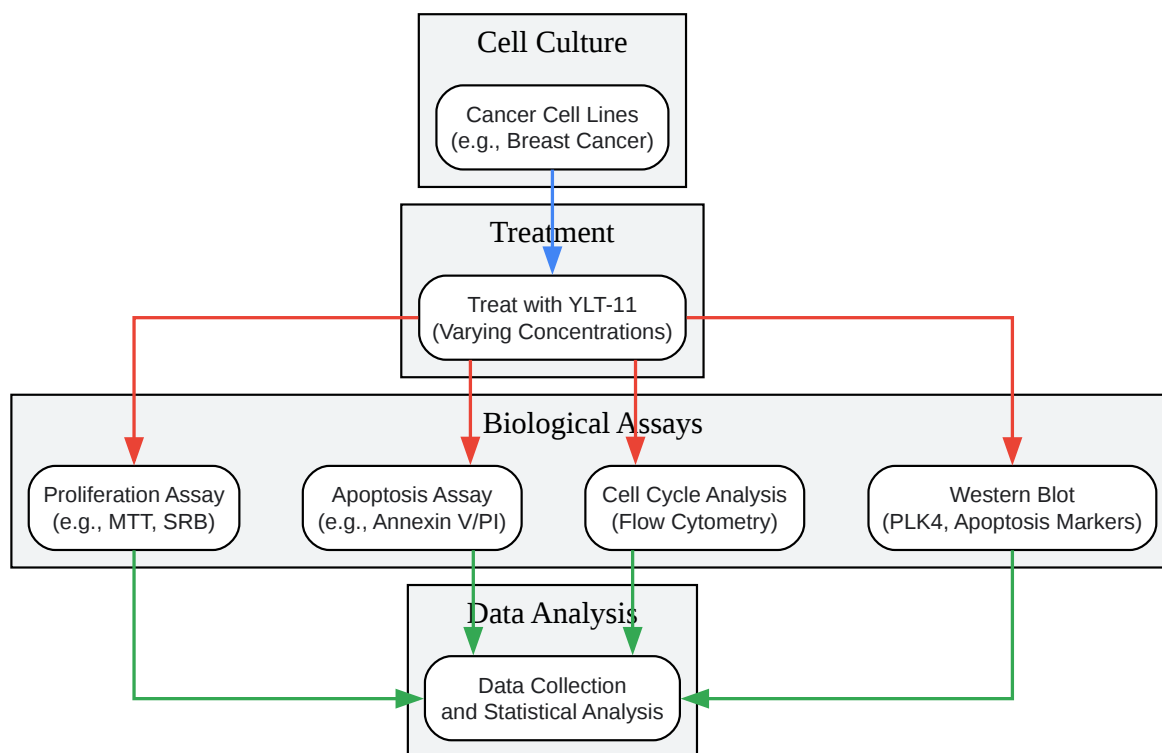 Cell Culture
Cancer Cell Lines
(e.g., Breast Cancer)
Treatment
Treat with YLT-11
(Varying Concentrations)
Biological Assays
Proliferation Assay
(e.g., MTT, SRB)
Apoptosis Assay
(e.g., Annexin V/PI)
Cell Cycle Analysis
(Flow Cytometry)
Western Blot
(PLK4, Apoptosis Markers)
Data Analysis
Data Collection
and Statistical Analysis